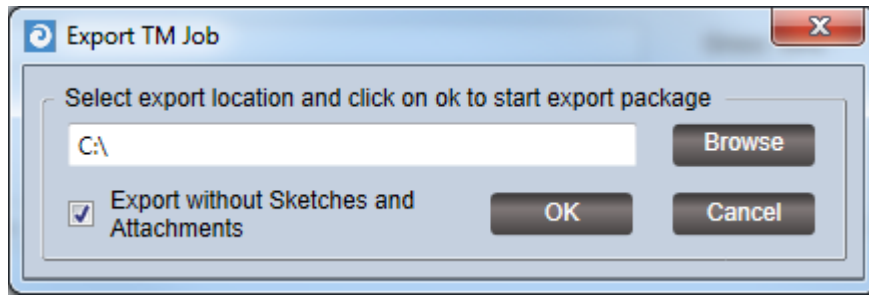 Export TM Job
Select export location and click on ok to start export package
C:\
Browse
Export without Sketches and
Attachments
OK
Cancel